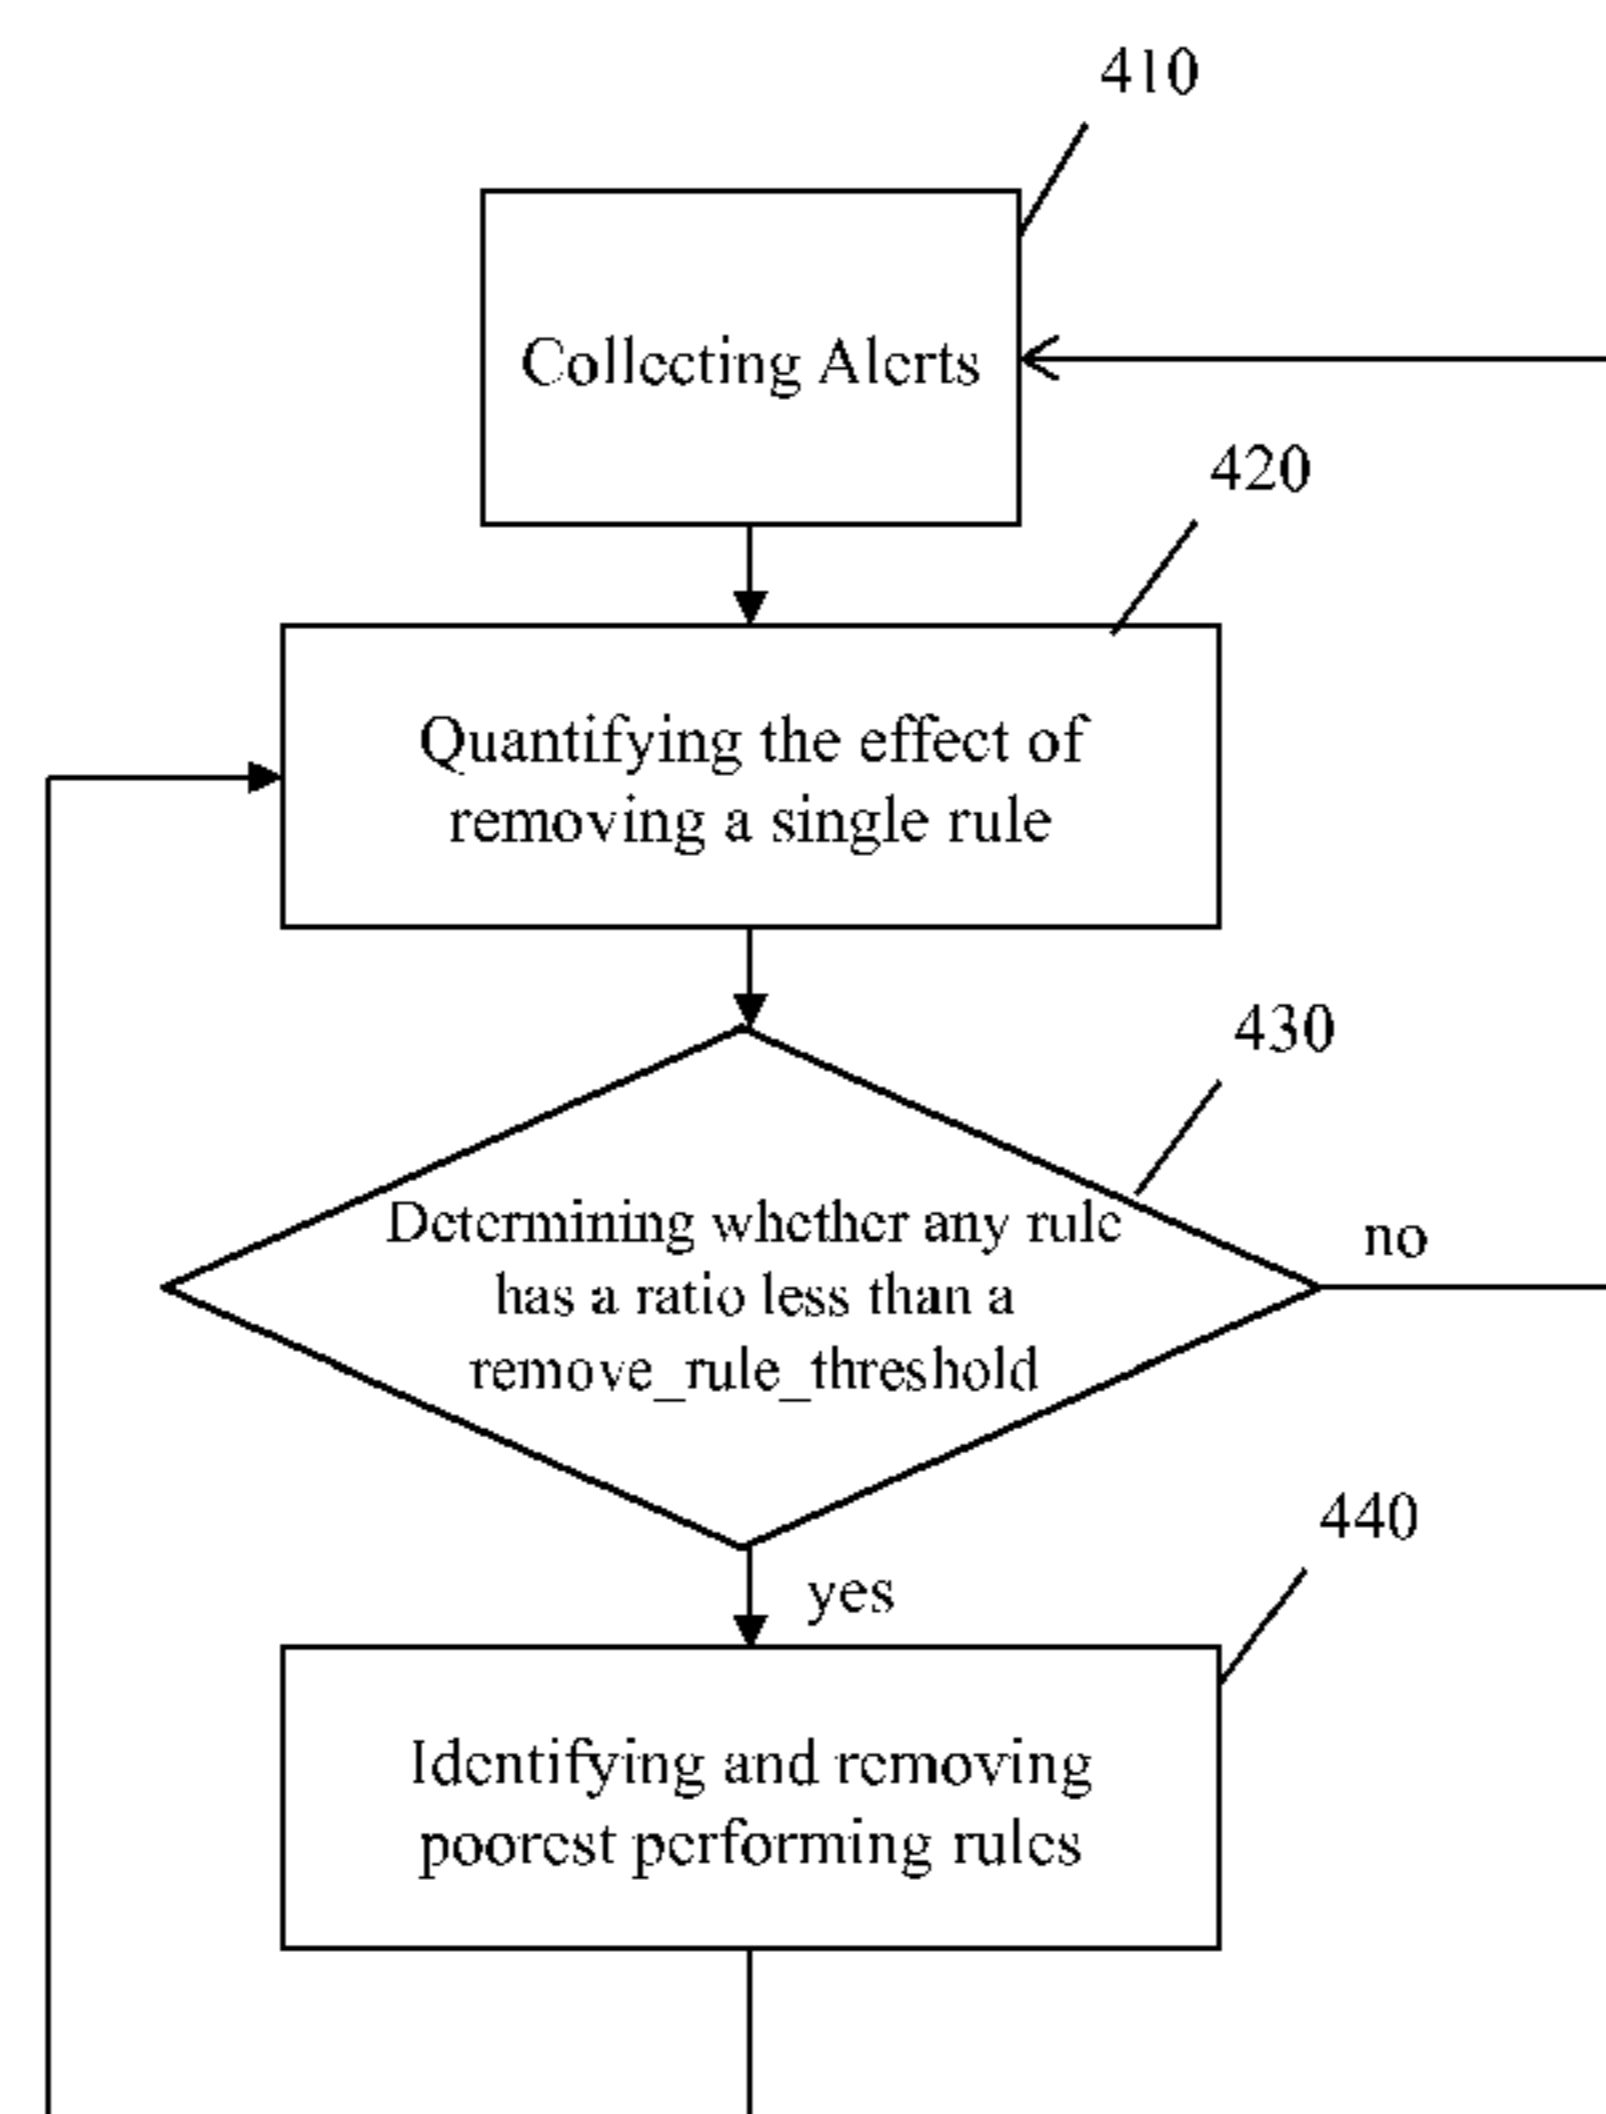 410
Collecting Alerts
420
Quantifying the effect of
removing a single rule
430
Determining whether any rule
has a ratio less than a
remove_rule_threshold
no
440
yes
Identifying and removing
poorest performing rules